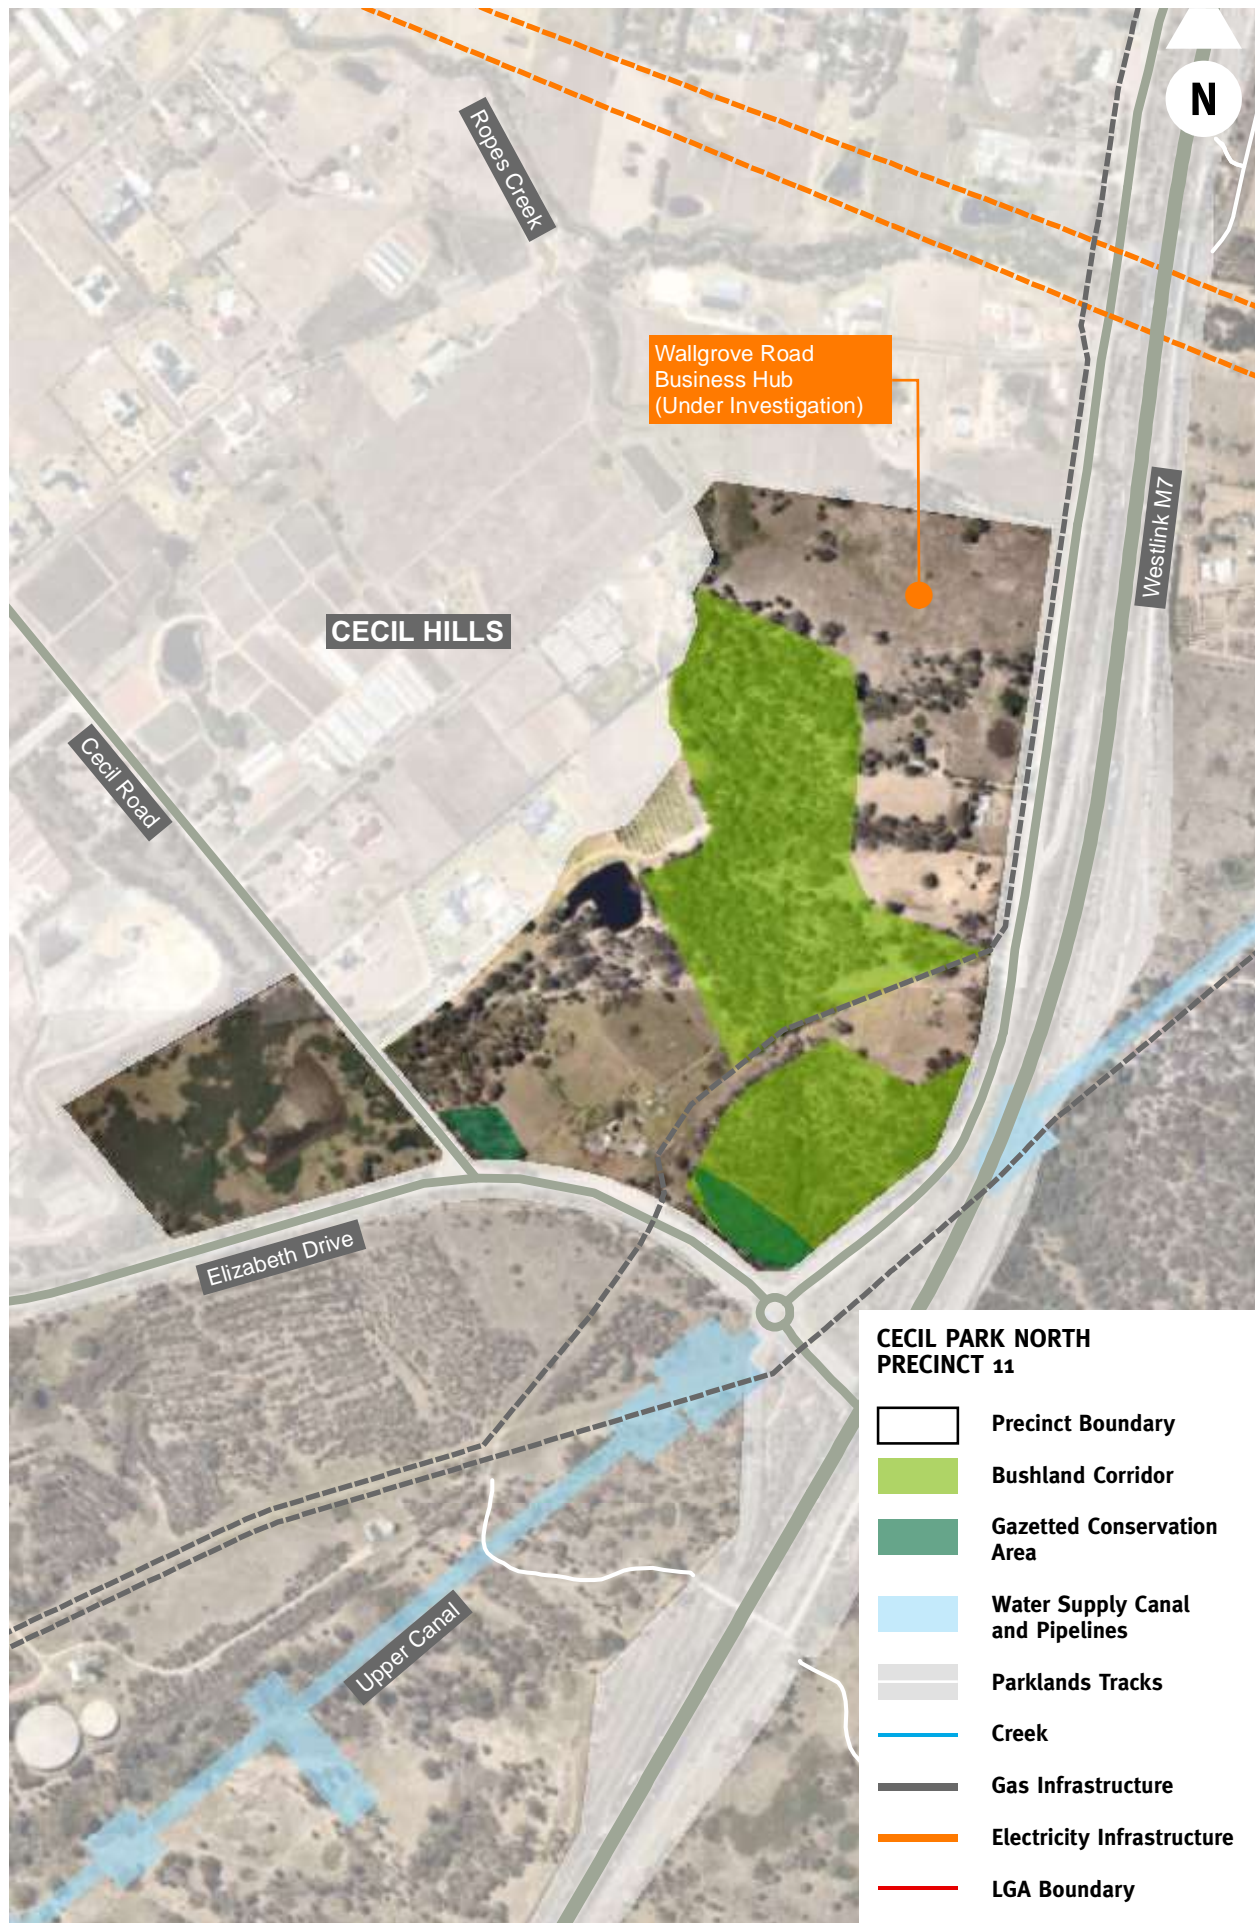 N
Ropes Creek
Wallgrove Road
Business Hub
(Under Investigation)
Westlink M7
CECIL HILLS
Cecil Road
Elizabeth Drive
Upper Canal
CECIL PARK NORTH
PRECINCT 11
Precinct Boundary
Bushland Corridor
Gazetted Conservation
Area
Water Supply Canal
and Pipelines
Parklands Tracks
Creek
Gas Infrastructure
Electricity Infrastructure
LGA Boundary